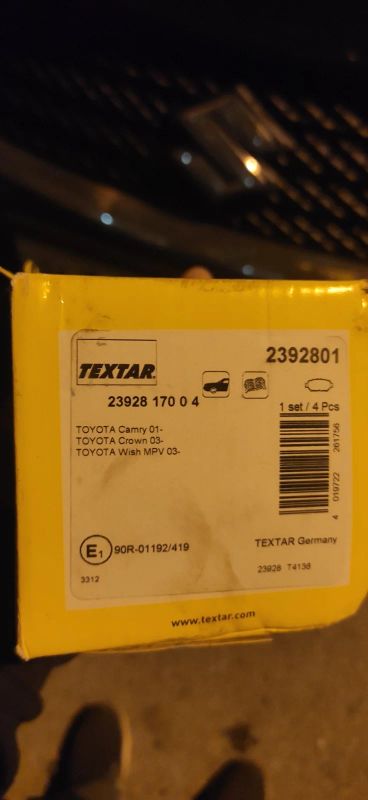 TEXTAR
2392801
23928 170 0 4
1 set / 4 Pcs
TOYOTA Camry 01-
TOYOTA Crown 03-
TOYOTA Wish MPV 03-
4 019722 261756
E1 90R-01192/419
TEXTAR Germany
3312
23928 T4138
www.textar.com